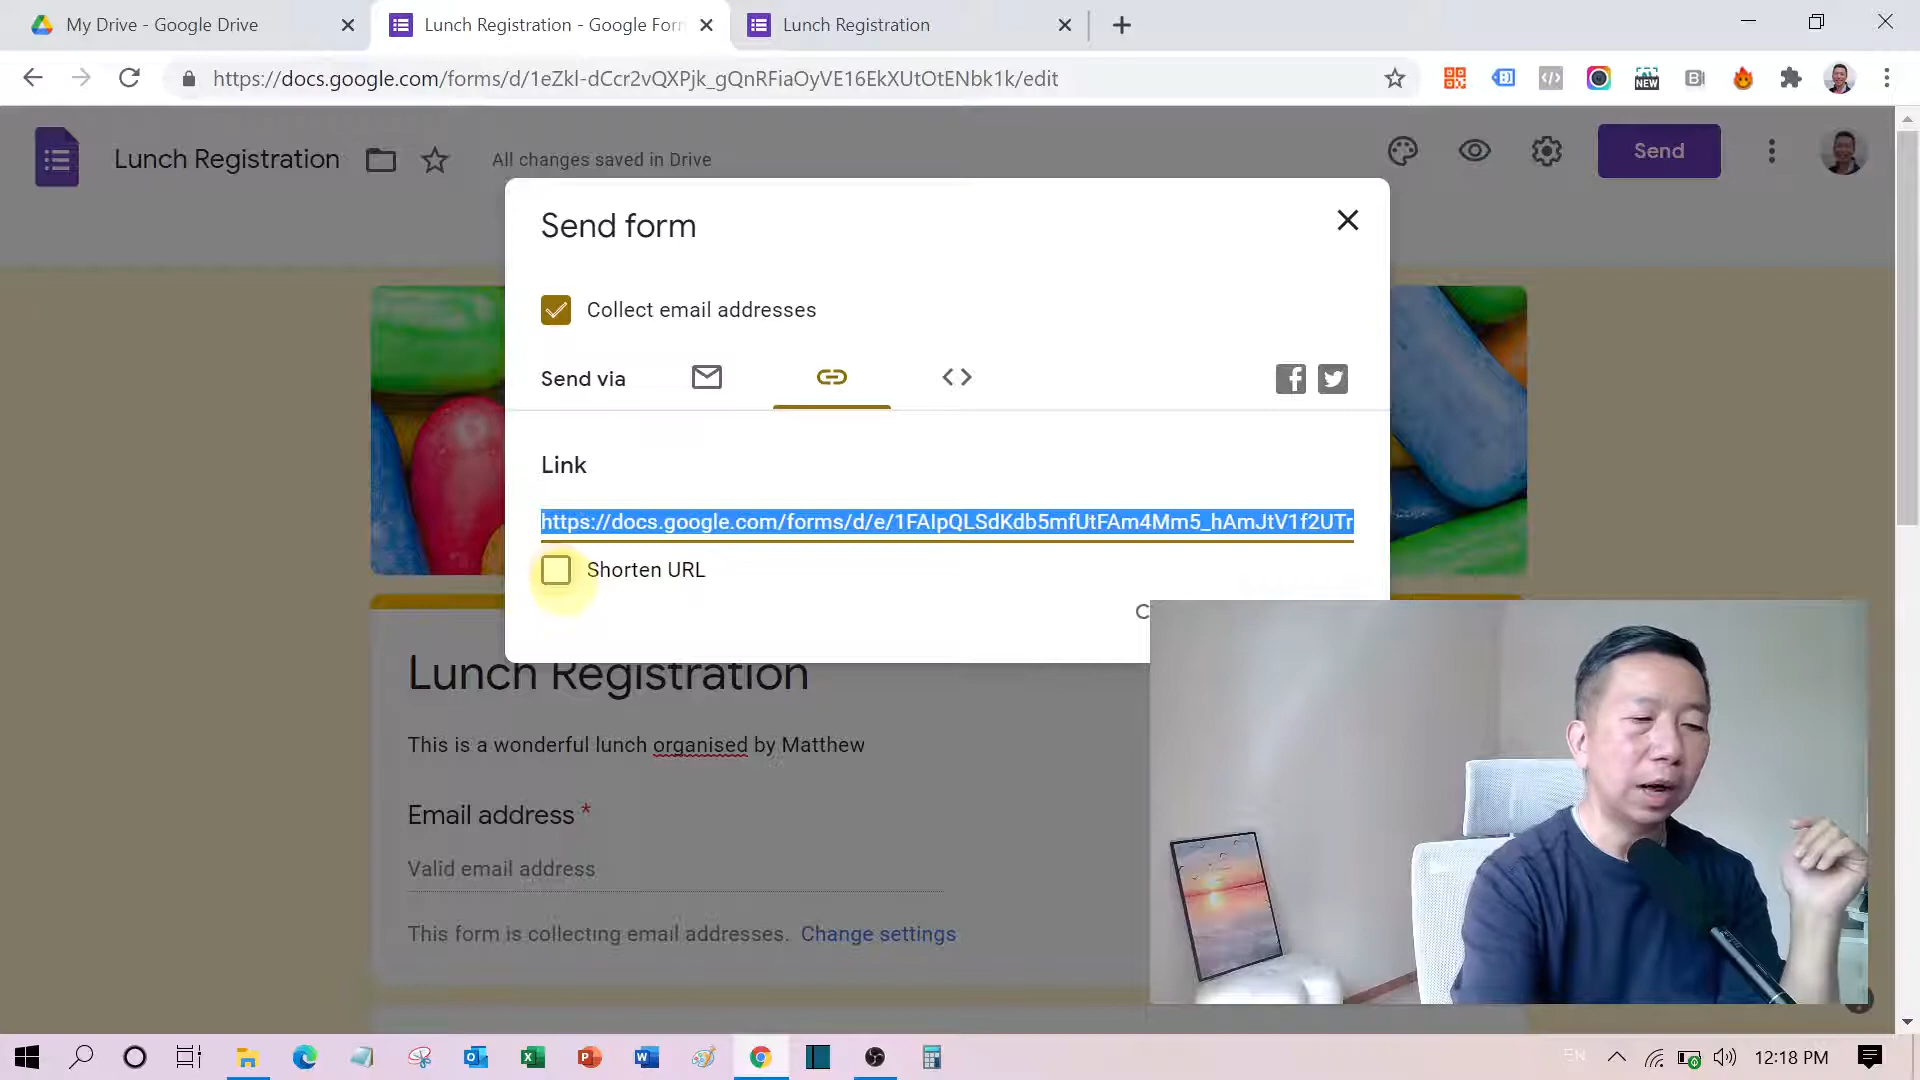 My Drive - Google Drive
Lunch Registration - Google Forn
Lunch Registration
https://docs.google.com/forms/d/1eZkl-dCcr2vQXPjk_gQnRFiaOyVE16EkXUtOtENbk1k/edit
NEW
Lunch Registration
All changes saved in Drive
Send
Send form
Collect email addresses
Send via
Link
https://docs.google.com/forms/d/e/1FAIpQLSdKdb5mfUtFAm4Mm5_hAmJtV1f2UTr
Shorten URL
C
Lunch Registration
This is a wonderful lunch organised by Matthew
Email address *
Valid email address
This form is collecting email addresses. Change settings
EN
12:18 PM